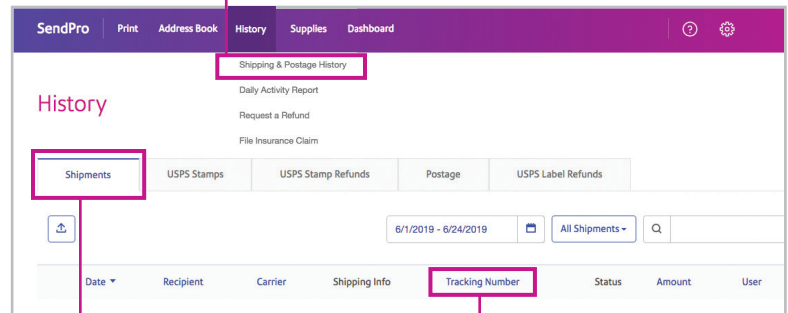 SendPro Print Address Book History Supplies Dashboard
Shipping & Postage History
Daily Activity Report
History
Request a Refund
File Insurance Claim
Shipments USPS Stamps USPS Stamp Refunds Postage USPS Label Refunds
6/1/2019 - 6/24/2019 All Shipments
Date Recipient Carrier Shipping Info Tracking Number Status Amount User